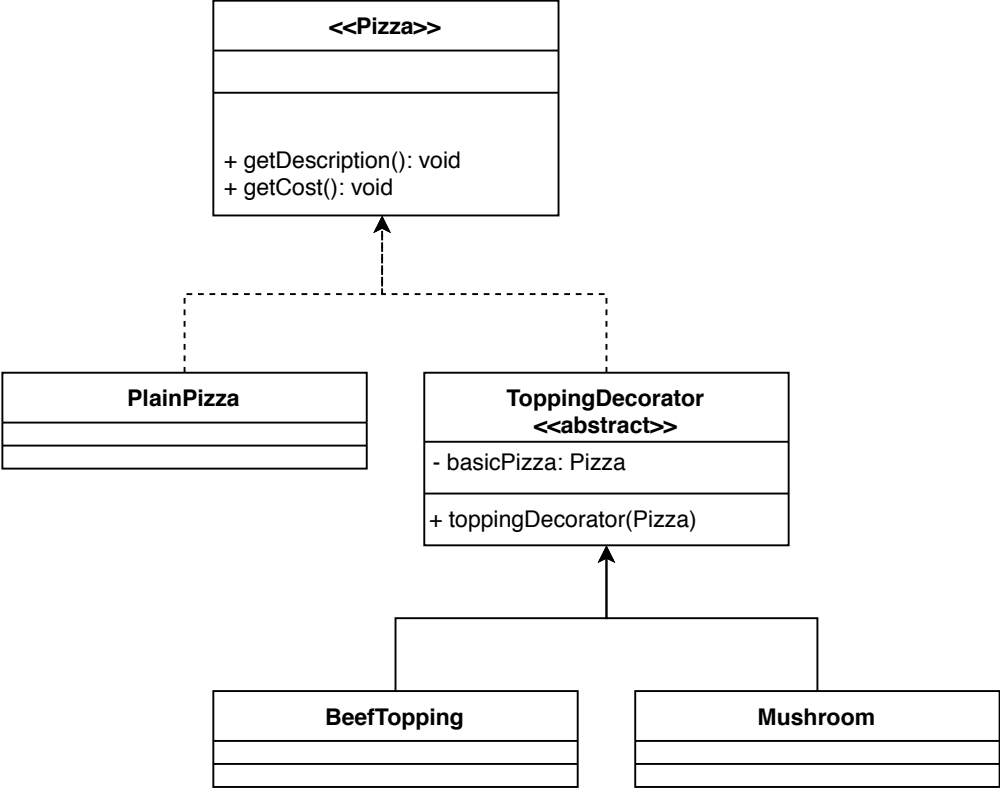 <<Pizza>>
+ getDescription(): void
+ getCost(): void
PlainPizza
ToppingDecorator
<<abstract>>
- basicPizza: Pizza
+ toppingDecorator(Pizza)
BeefTopping
Mushroom